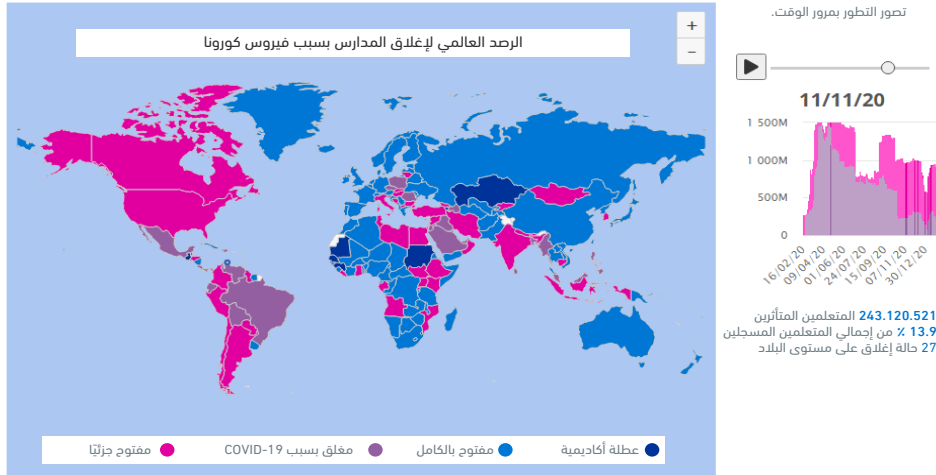 تصور التطور بمرور الوقت.
+
−
الرصد العالمي لإغلاق المدارس بسبب فيروس كورونا
11/11/20
1 500M
1 000M
500M
0
16/02/20
09/04/20
01/06/20
24/07/20
15/09/20
07/11/20
30/12/20
243.120.521 المتعلمين المتأثرين
13.9 ٪ من إجمالي المتعلمين المسجلين
27 حالة إغلاق على مستوى البلاد
عطلة أكاديمية
مفتوح بالكامل
مغلق بسبب COVID-19
مفتوح جزئيًا